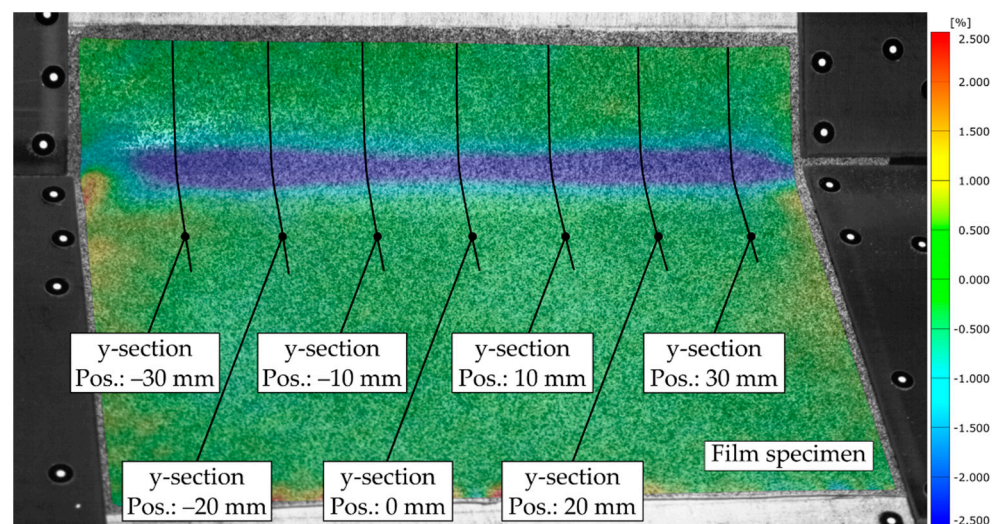 [%]
2.500
2.000
1.500
1.000
0.500
0.000
-0.500
-1.000
-1.500
-2.000
-2.500
y-section
Pos.: –30 mm
y-section
Pos.: –10 mm
y-section
Pos.: 10 mm
y-section
Pos.: 30 mm
Film specimen
y-section
Pos.: –20 mm
y-section
Pos.: 0 mm
y-section
Pos.: 20 mm